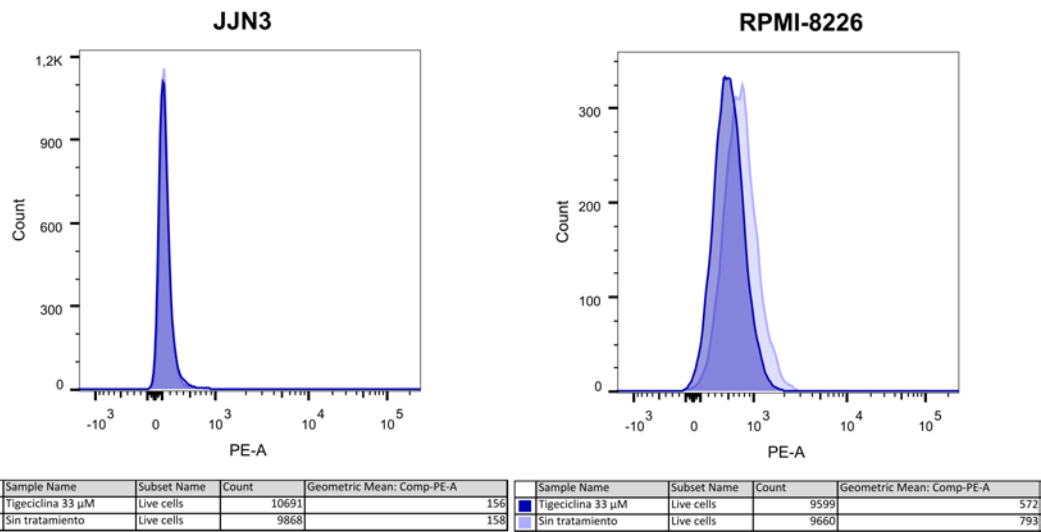 JJN3
1,2K
900
600
300
0
Count
-10 3
0
10 3
10 4
10 5
PE-A
Sample Name Subset Name Count Geometric Mean: Comp-PE-A
Tigeciclina 33 µM Live cells 10691 156
Sin tratamiento Live cells 9868 158
RPMI-8226
300
200
100
0
Count
-10 3
0
10 3
10 4
10 5
PE-A
Sample Name Subset Name Count Geometric Mean: Comp-PE-A
Tigeciclina 33 µM Live cells 9599 572
Sin tratamiento Live cells 9660 793